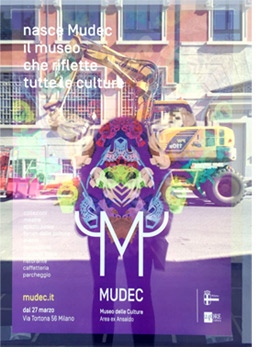 nasce Mudec
il museo
che riflette
tutte le culture
caffetteria
parcheggio
mudec.it
dal 27 marzo
Via Tortona 56 Milano
MUDEC
Museo delle Culture
Area ex Ansaldo